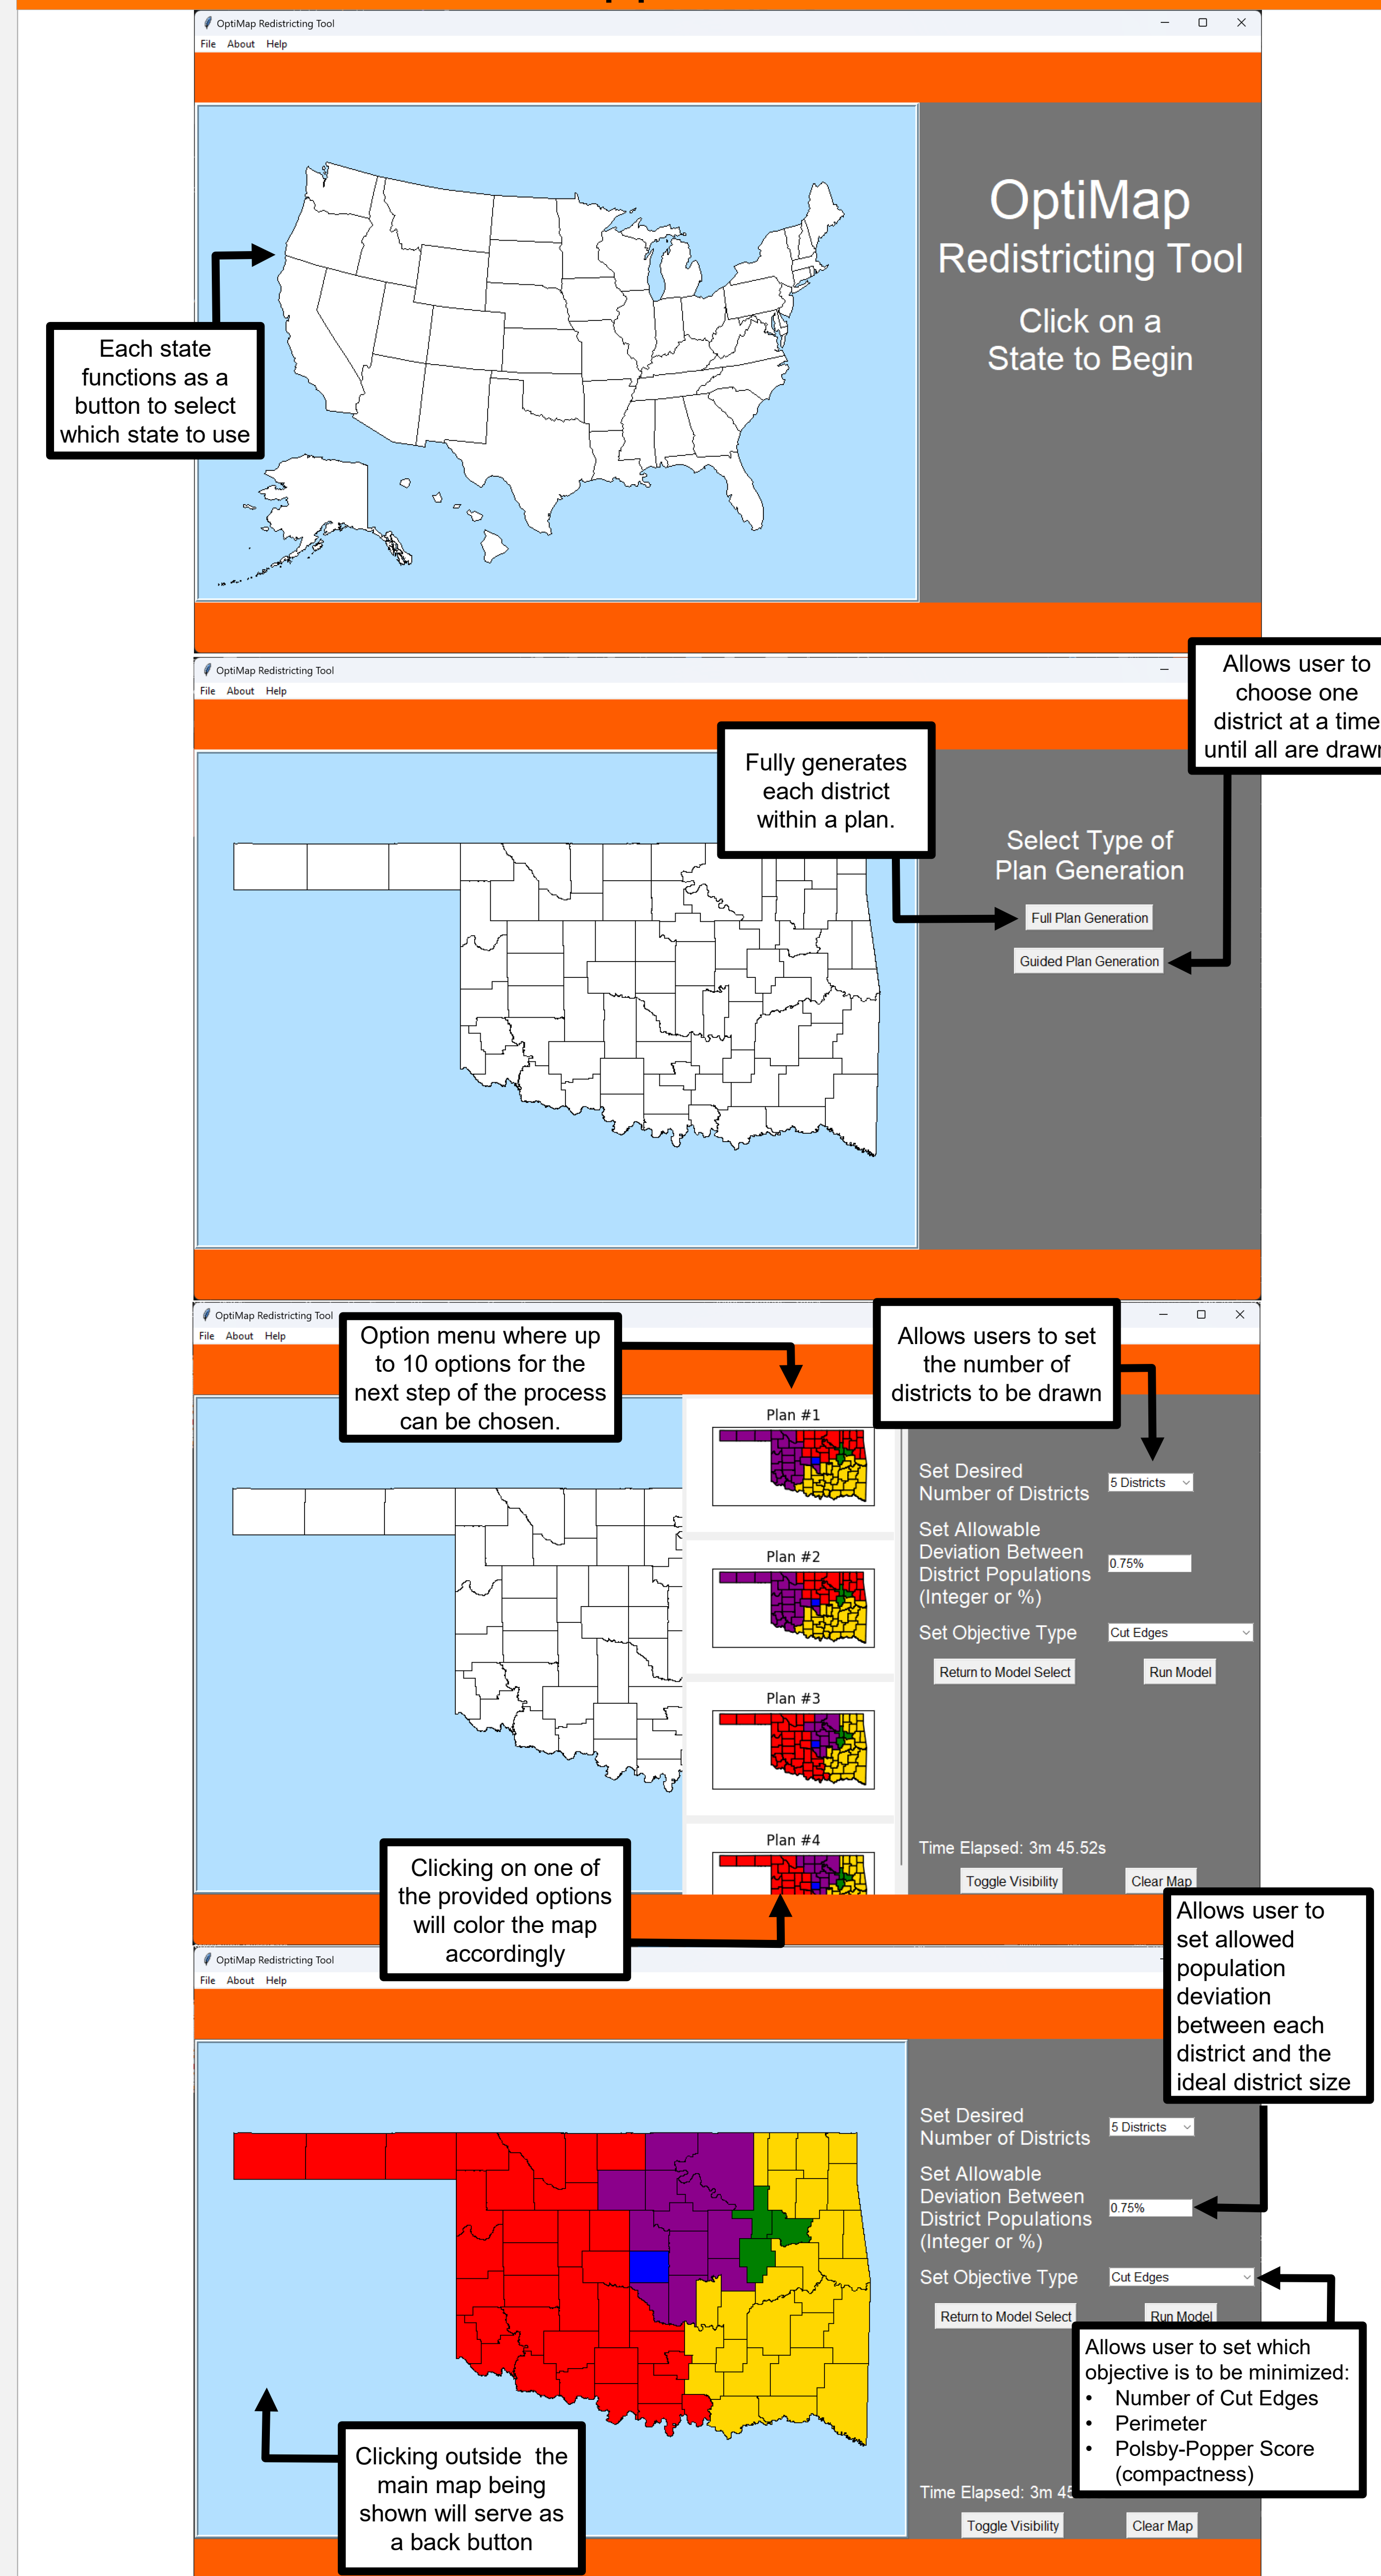 OptiMap Redistricting Tool
File About Help
OptiMap
Redistricting Tool
Click on a
State to Begin
Each state
functions as a
button to select
which state to use
OptiMap Redistricting Tool
File About Help
Allows user to
choose one
district at a time
until all are drawn
Fully generates
each district
within a plan.
Select Type of
Plan Generation
Full Plan Generation
Guided Plan Generation
OptiMap Redistricting Tool
File About Help
Option menu where up
to 10 options for the
next step of the process
can be chosen.
Allows users to set
the number of
districts to be drawn
Plan #1
Plan #2
Plan #3
Plan #4
Set Desired
Number of Districts
5 Districts
Set Allowable
Deviation Between
District Populations
(Integer or %)
0.75%
Set Objective Type
Cut Edges
Return to Model Select
Run Model
Time Elapsed: 3m 45.52s
Toggle Visibility
Clear Map
Clicking on one of
the provided options
will color the map
accordingly
OptiMap Redistricting Tool
File About Help
Allows user to
set allowed
population
deviation
between each
district and the
ideal district size
Set Desired
Number of Districts
5 Districts
Set Allowable
Deviation Between
District Populations
(Integer or %)
0.75%
Set Objective Type
Cut Edges
Return to Model Select
Run Model
Allows user to set which
objective is to be minimized:
• Number of Cut Edges
• Perimeter
• Polsby-Popper Score
(compactness)
Clicking outside the
main map being
shown will serve as
a back button
Time Elapsed: 3m 45
Toggle Visibility
Clear Map